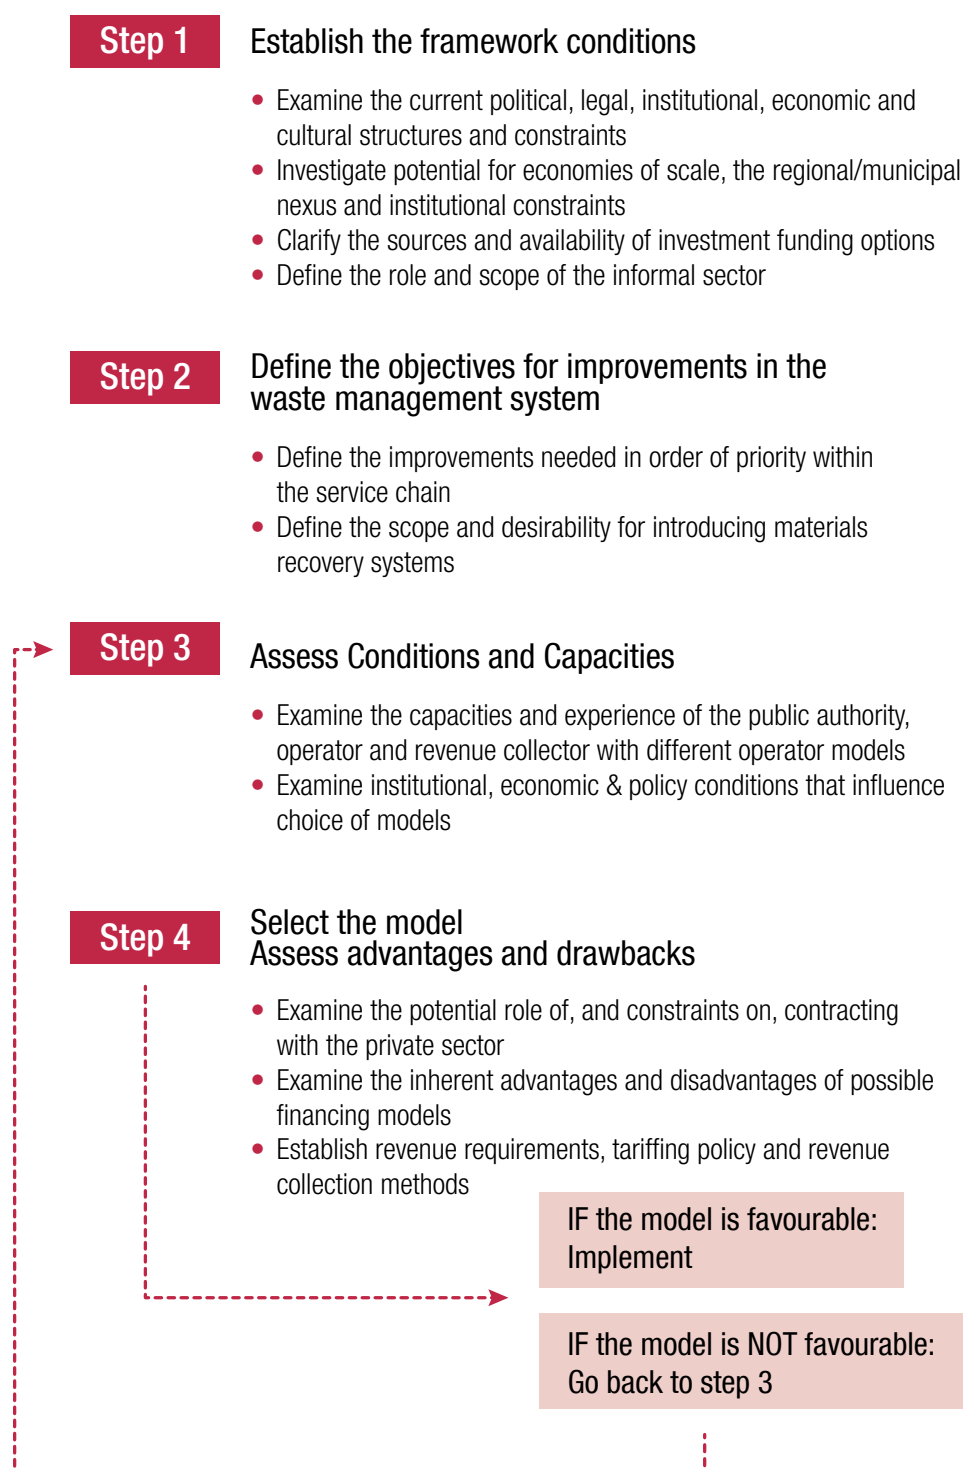 Step 1
Establish the framework conditions
• Examine the current political, legal, institutional, economic and
cultural structures and constraints
• Investigate potential for economies of scale, the regional/municipal
nexus and institutional constraints
• Clarify the sources and availability of investment funding options
• Define the role and scope of the informal sector
Step 2
Define the objectives for improvements in the
waste management system
• Define the improvements needed in order of priority within
the service chain
• Define the scope and desirability for introducing materials
recovery systems
Step 3
Assess Conditions and Capacities
• Examine the capacities and experience of the public authority,
operator and revenue collector with different operator models
• Examine institutional, economic & policy conditions that influence
choice of models
Step 4
Select the model
Assess advantages and drawbacks
• Examine the potential role of, and constraints on, contracting
with the private sector
• Examine the inherent advantages and disadvantages of possible
financing models
• Establish revenue requirements, tariffing policy and revenue
collection methods
IF the model is favourable:
Implement
IF the model is NOT favourable:
Go back to step 3